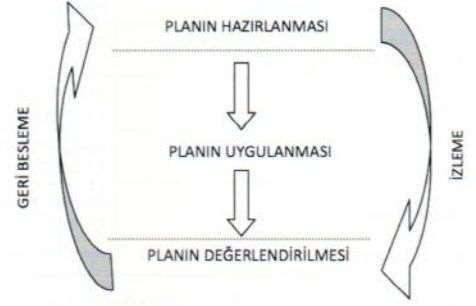 PLANIN HAZIRLANMASI
GERİ BESLEME
PLANIN UYGULANMASI
İZLEME
PLANIN DEĞERLENDİRİLMESİ